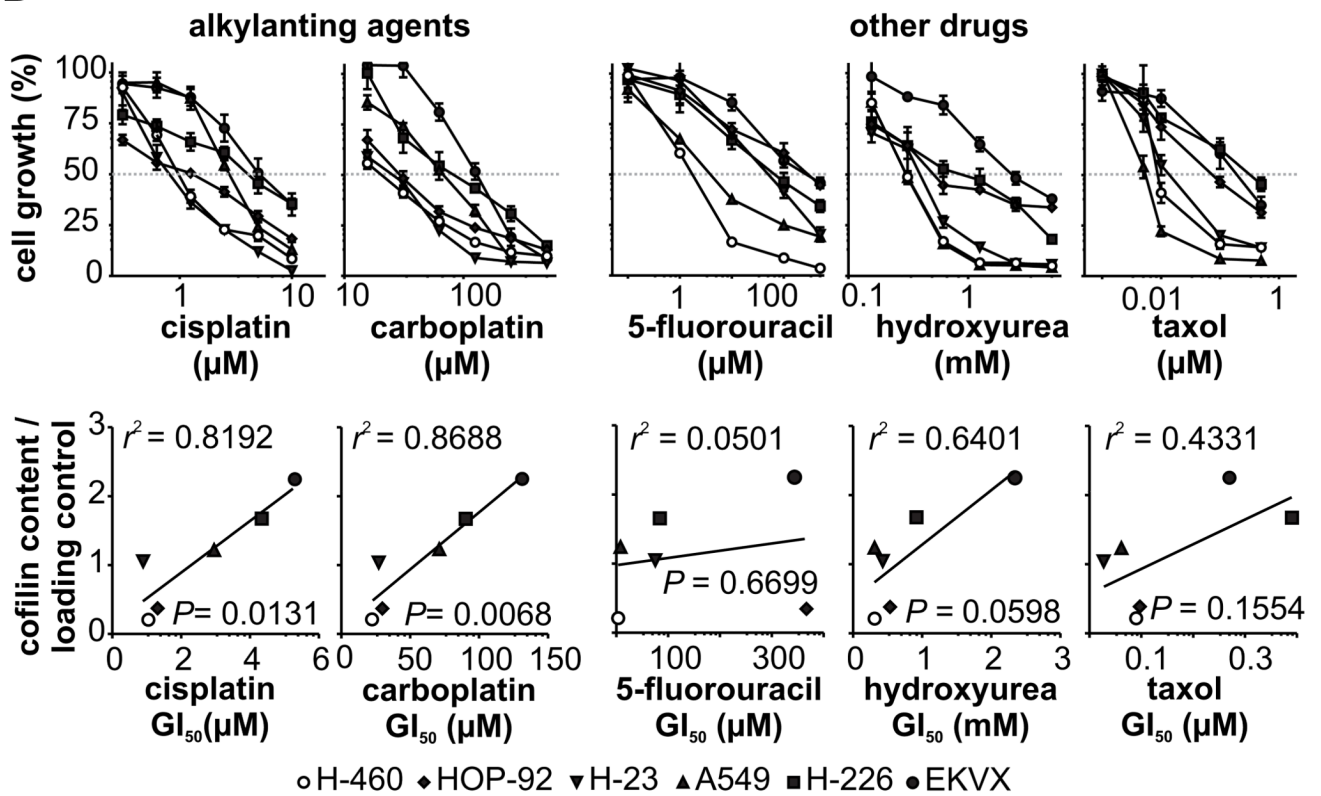 alkylanting agents
other drugs
cell growth (%)
100
75
50
25
0
1 10
10 100
1 100
0.1 1
0.01 1
cisplatin
(µM)
carboplatin
(µM)
5-fluorouracil
(µM)
hydroxyurea
(mM)
taxol
(µM)
cofilin content /
loading control
3
2
1
0
r² = 0.8192
P= 0.0131
0 2 4 6
cisplatin
GI₅₀(µM)
r² = 0.8688
P= 0.0068
0 50 100 150
carboplatin
GI₅₀ (µM)
r² = 0.0501
P = 0.6699
100 300
5-fluorouracil
GI₅₀ (µM)
r² = 0.6401
P = 0.0598
0 1 2 3
hydroxyurea
GI₅₀ (mM)
r² = 0.4331
P = 0.1554
0.1 0.3
taxol
GI₅₀ (µM)
H-460 HOP-92 H-23 A549 H-226 EKVX